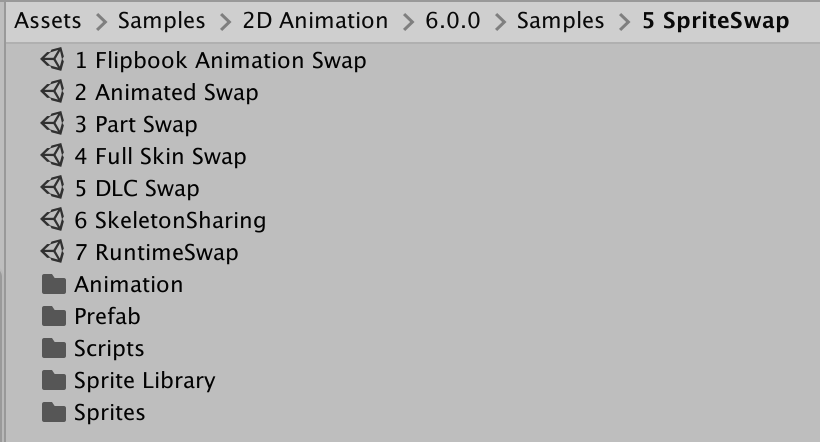 Assets > Samples > 2D Animation > 6.0.0 > Samples > 5 SpriteSwap
1 Flipbook Animation Swap
2 Animated Swap
3 Part Swap
4 Full Skin Swap
5 DLC Swap
6 SkeletonSharing
7 RuntimeSwap
Animation
Prefab
Scripts
Sprite Library
Sprites